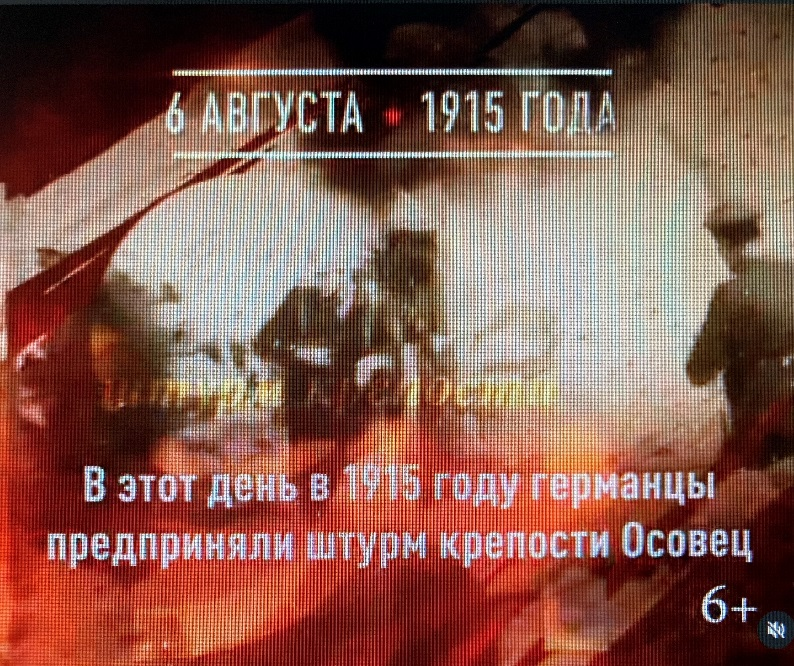 6 АВГУСТА • 1915 ГОДА
В этот день в 1915 году германцы
предприняли штурм крепости Осовец
6+